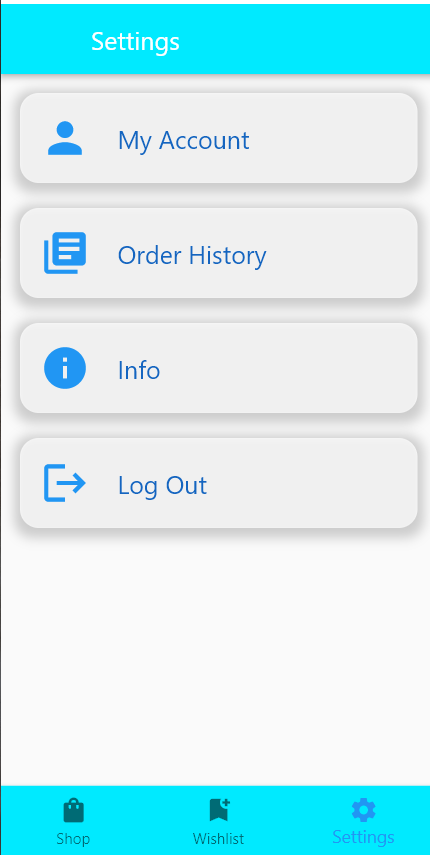 Settings
My Account
Order History
Info
Log Out
Shop
Wishlist
Settings